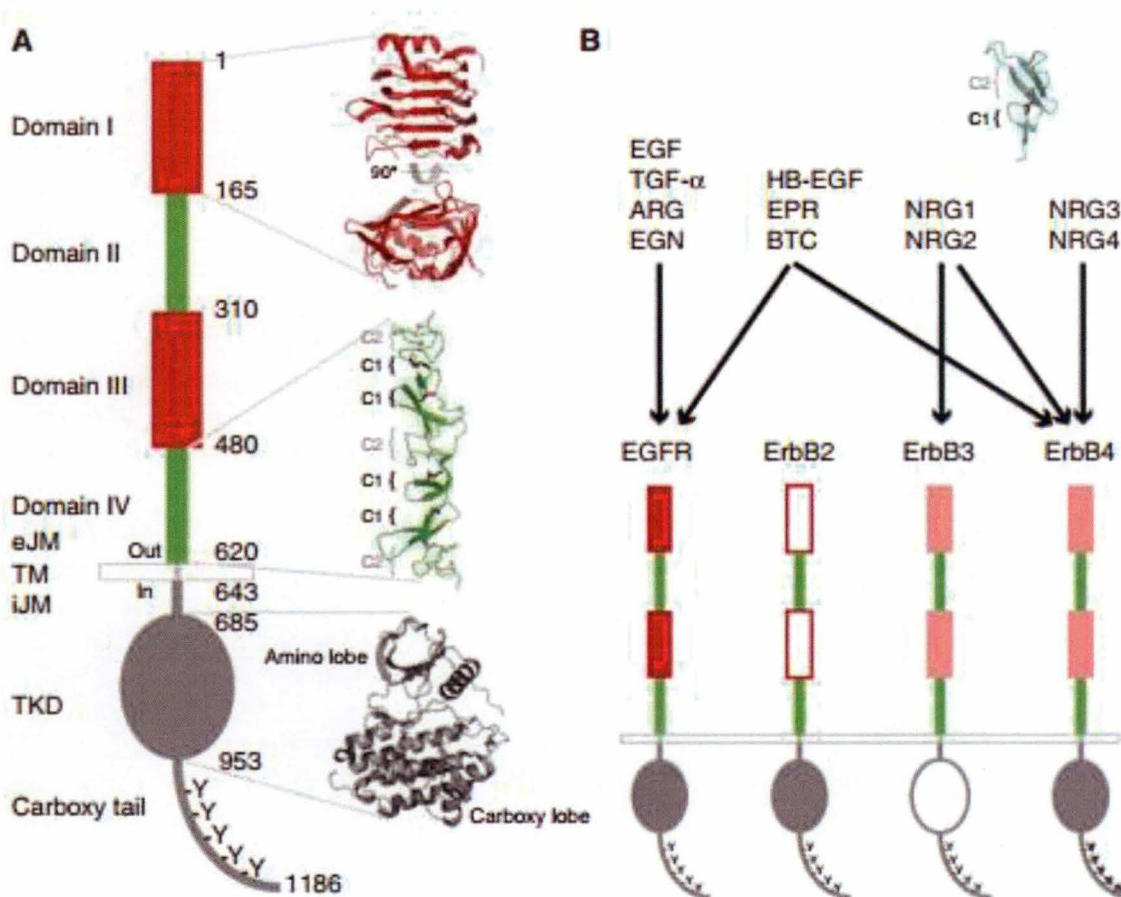 A
1
Domain I
90°
165
Domain II
310
Domain III
C2
C1
C1
C2
C1
C1
C2
480
Domain IV
eJM
Out
620
TM
In
643
iJM
685
Amino lobe
TKD
953
Carboxy tail
Carboxy lobe
Y
Y
Y
Y
Y
Y
1186
B
C2
C1
EGF
TGF-α
ARG
EGN
HB-EGF
EPR
BTC
NRG1
NRG2
NRG3
NRG4
EGFR
ErbB2
ErbB3
ErbB4